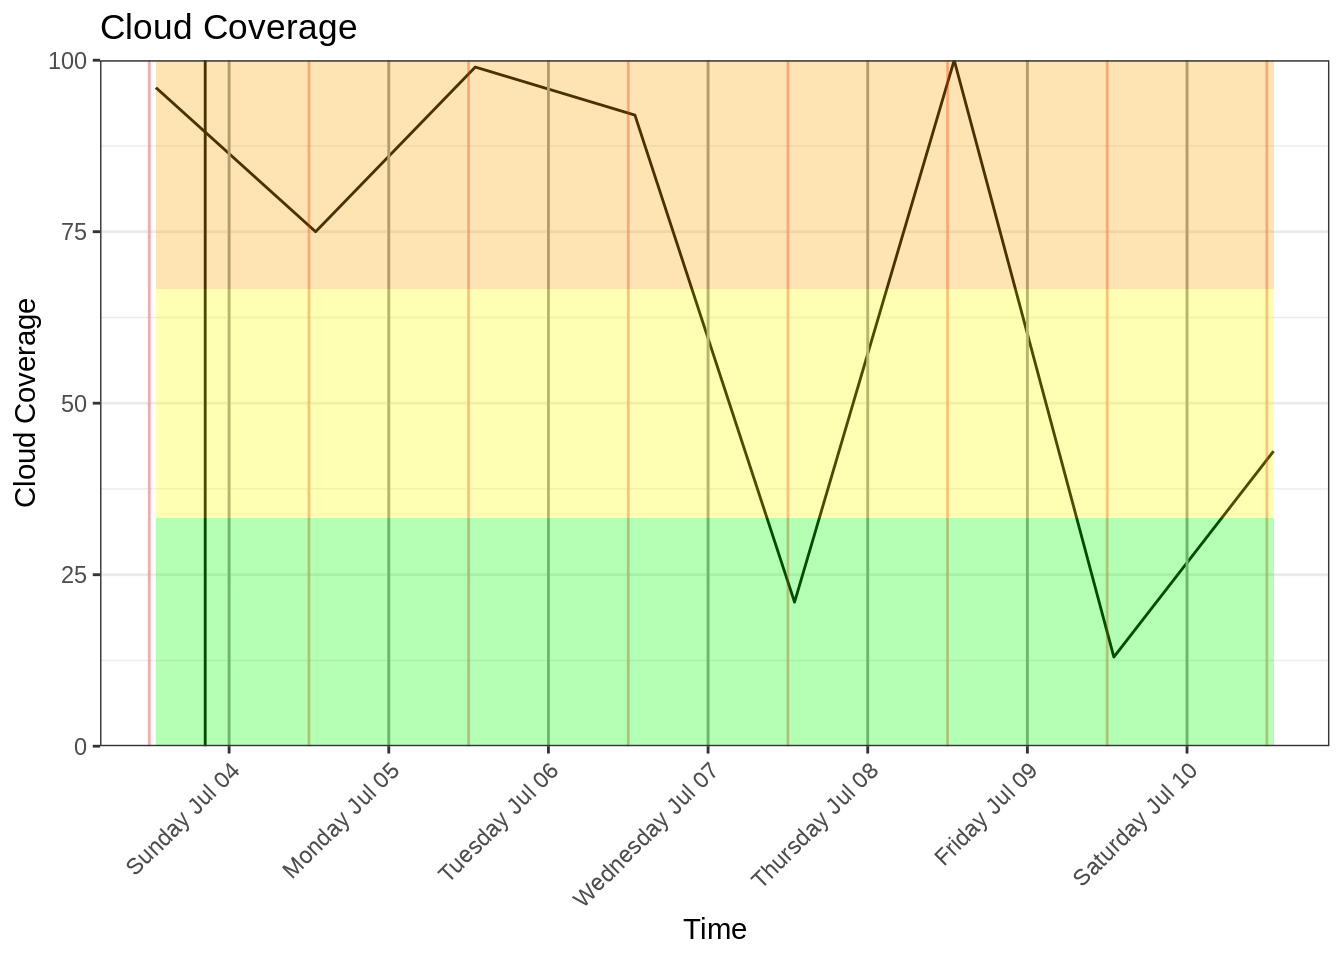 Cloud Coverage
100
75
50
25
0
Cloud Coverage
Sunday Jul 04
Monday Jul 05
Tuesday Jul 06
Wednesday Jul 07
Thursday Jul 08
Friday Jul 09
Saturday Jul 10
Time